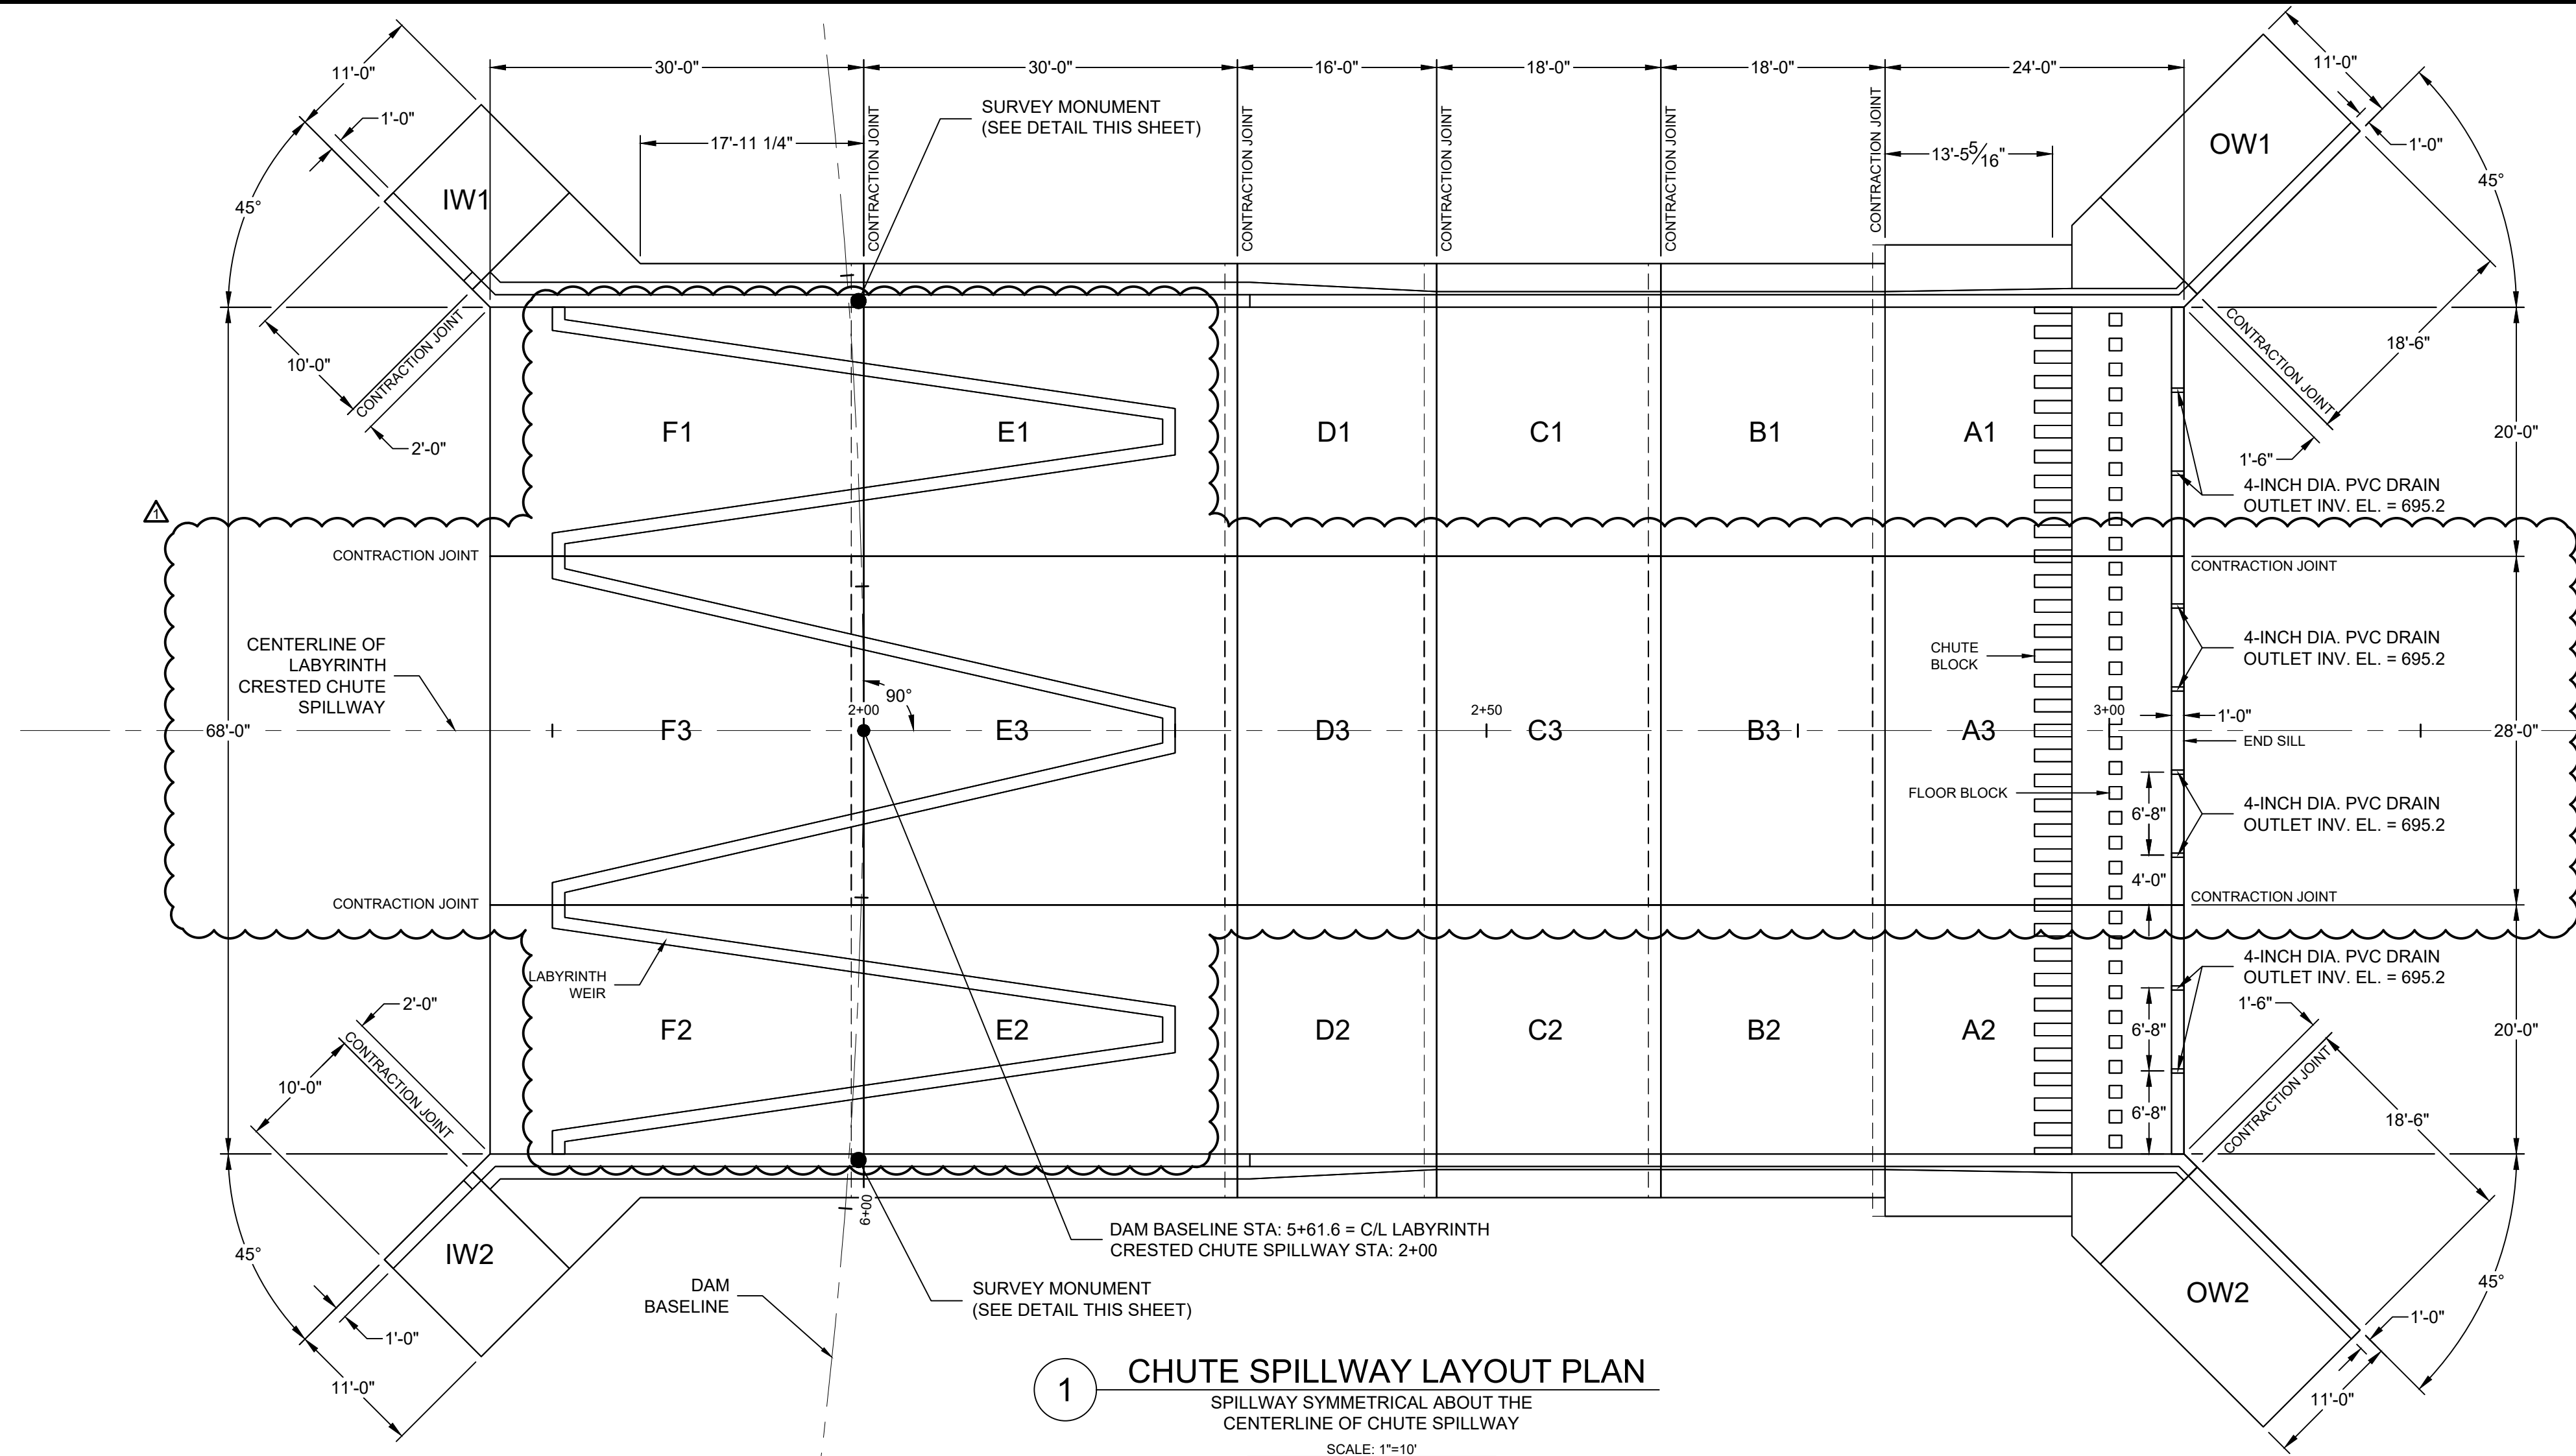 30'-0"
30'-0"
16'-0"
18'-0"
18'-0"
24'-0"
11'-0"
1'-0"
45°
IW1
17'-11 1/4"
SURVEY MONUMENT
(SEE DETAIL THIS SHEET)
CONTRACTION JOINT
CONTRACTION JOINT
CONTRACTION JOINT
CONTRACTION JOINT
CONTRACTION JOINT
13'-5 5/16"
OW1
11'-0"
1'-0"
45°
10'-0"
CONTRACTION JOINT
2'-0"
CONTRACTION JOINT
18'-6"
1'-6"
20'-0"
F1
E1
D1
C1
B1
A1
4-INCH DIA. PVC DRAIN
OUTLET INV. EL. = 695.2
1
CONTRACTION JOINT
CONTRACTION JOINT
CENTERLINE OF
LABYRINTH
CRESTED CHUTE
SPILLWAY
68'-0"
CHUTE
BLOCK
4-INCH DIA. PVC DRAIN
OUTLET INV. EL. = 695.2
90°
2+00
2+50
3+00
1'-0"
F3
E3
D3
C3
B3
A3
28'-0"
END SILL
FLOOR BLOCK
6'-8"
4-INCH DIA. PVC DRAIN
OUTLET INV. EL. = 695.2
4'-0"
CONTRACTION JOINT
CONTRACTION JOINT
LABYRINTH
WEIR
4-INCH DIA. PVC DRAIN
OUTLET INV. EL. = 695.2
2'-0"
CONTRACTION JOINT
10'-0"
F2
E2
D2
C2
B2
A2
6'-8"
6'-8"
1'-6"
CONTRACTION JOINT
20'-0"
18'-6"
6+00
45°
IW2
1'-0"
11'-0"
DAM BASELINE STA: 5+61.6 = C/L LABYRINTH
CRESTED CHUTE SPILLWAY STA: 2+00
DAM
BASELINE
SURVEY MONUMENT
(SEE DETAIL THIS SHEET)
OW2
45°
1'-0"
11'-0"
1
CHUTE SPILLWAY LAYOUT PLAN
SPILLWAY SYMMETRICAL ABOUT THE
CENTERLINE OF CHUTE SPILLWAY
SCALE: 1"=10'